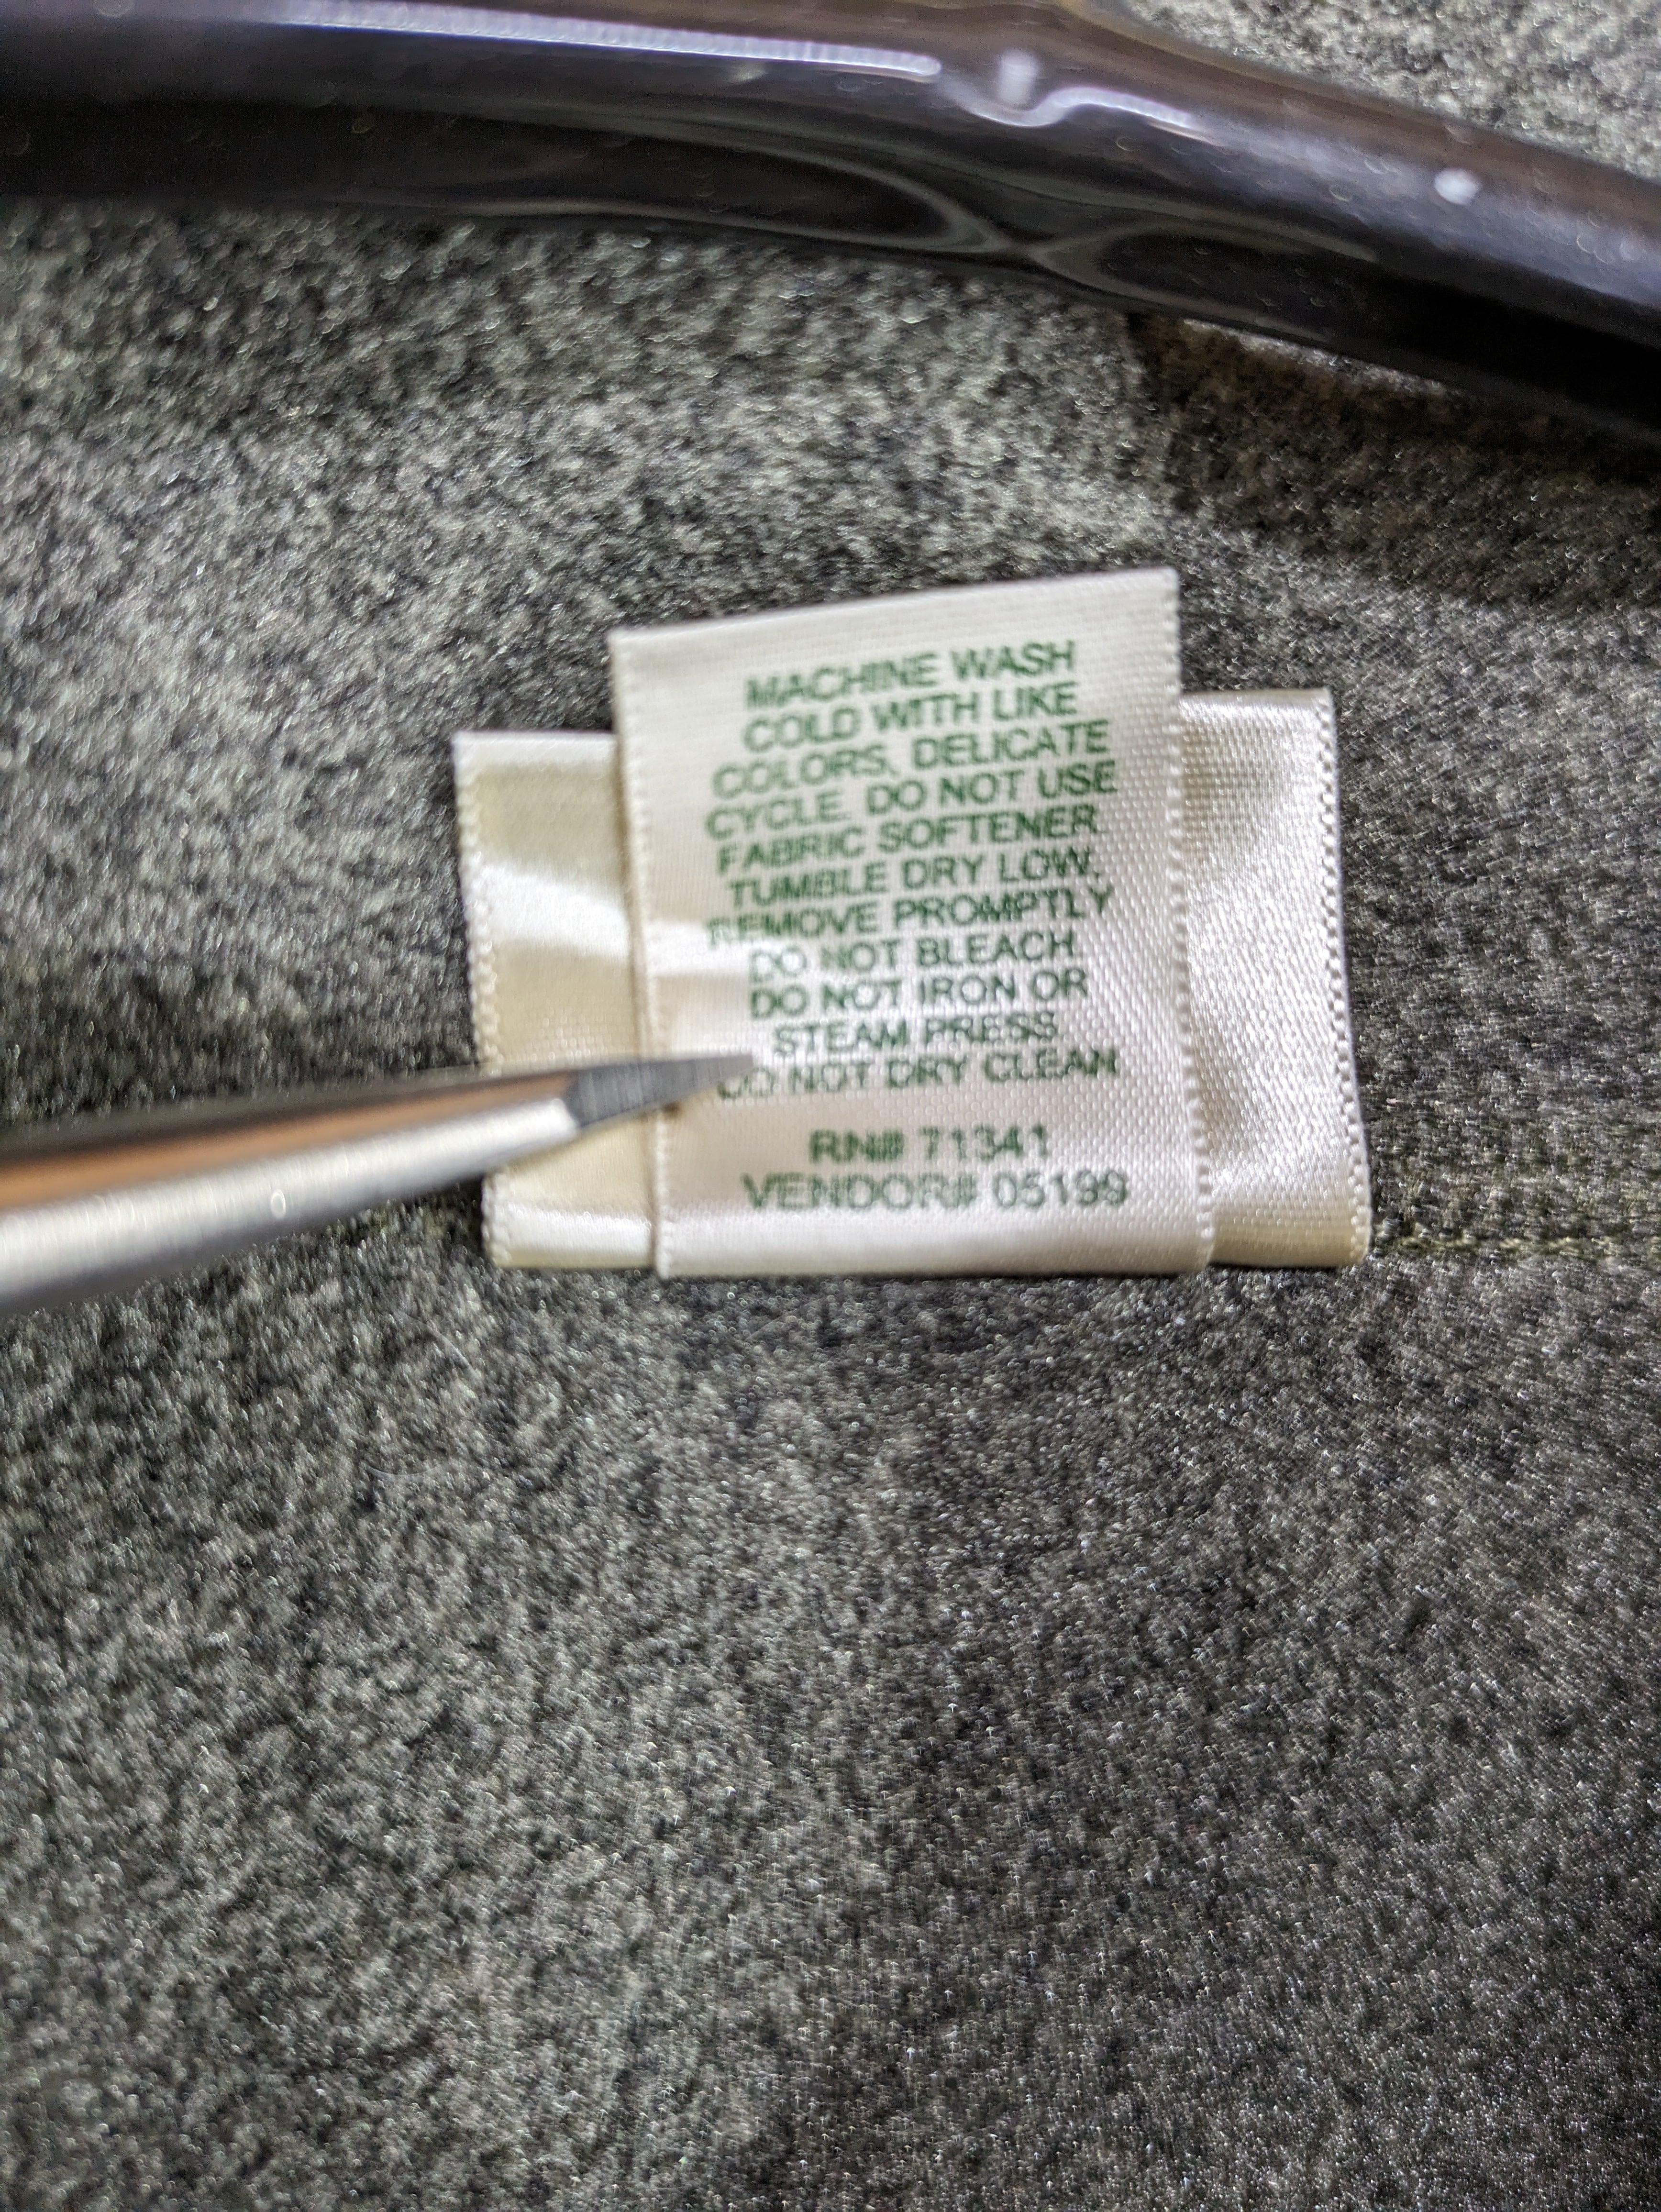 MACHINE WASH
COLD WITH LIKE
COLORS, DELICATE
CYCLE. DO NOT USE
FABRIC SOFTENER
TUMBLE DRY LOW.
REMOVE PROMPTLY
DO NOT BLEACH.
DO NOT IRON OR
STEAM PRESS.
DO NOT DRY CLEAN
RN# 71341
VENDOR# 05199